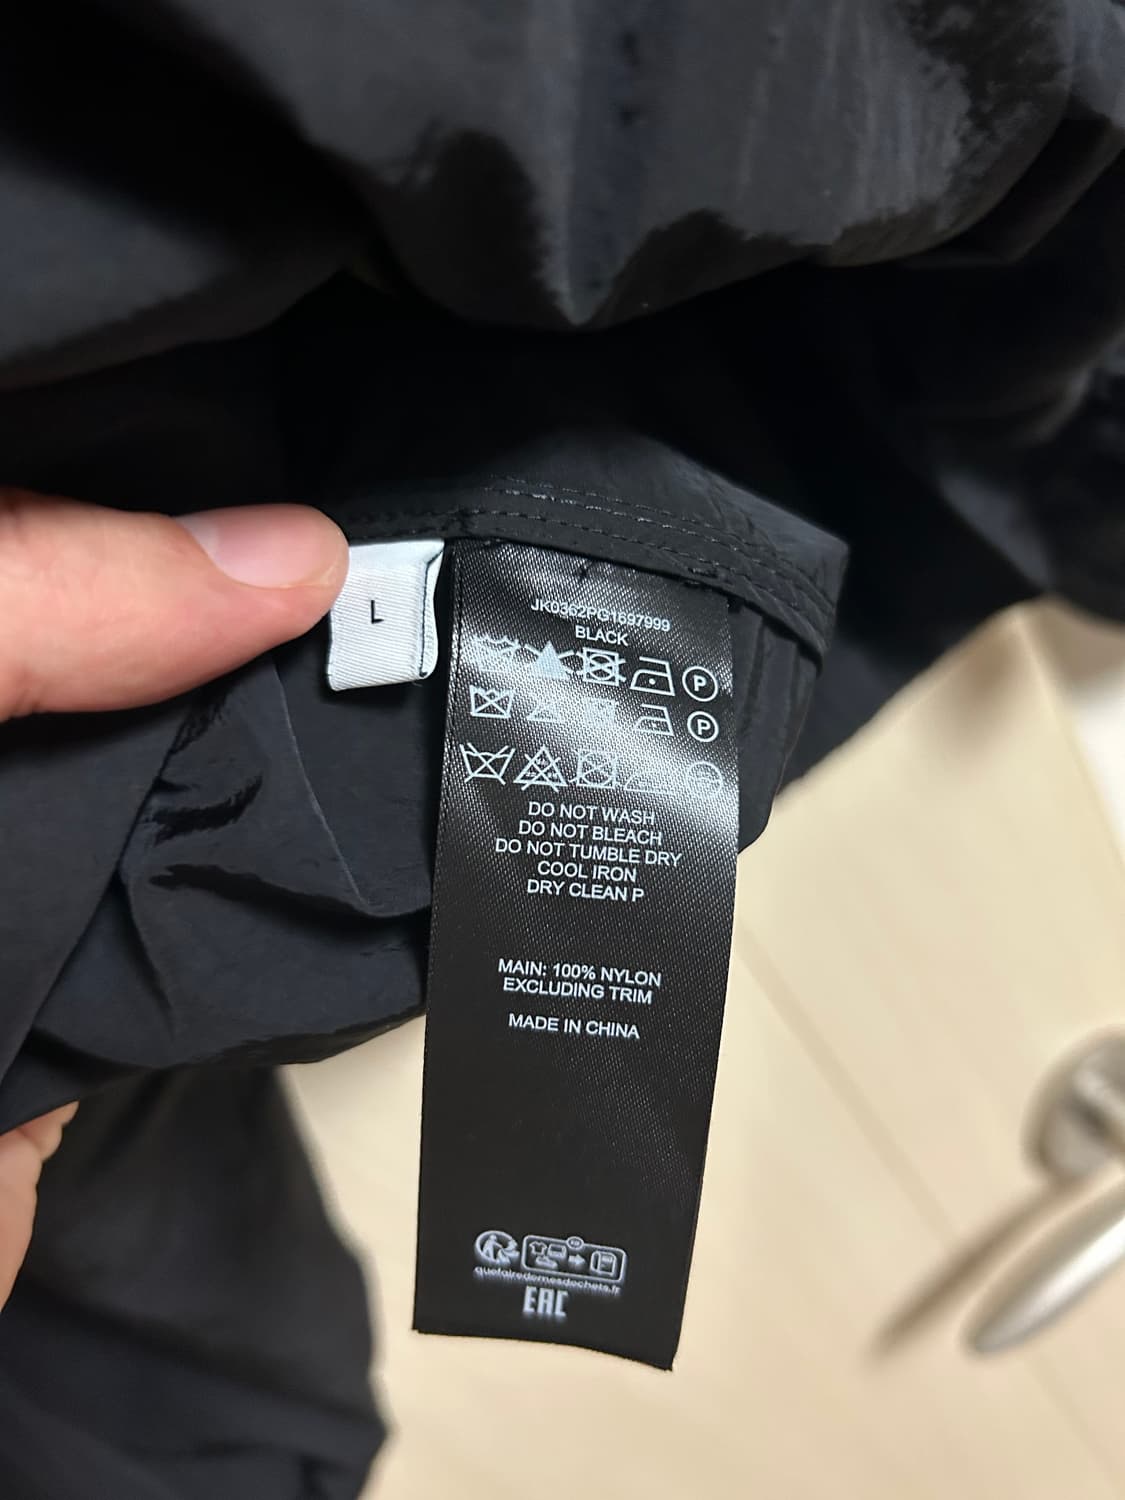 L
JK0362PG1697999
BLACK
P
P
DO NOT WASH
DO NOT BLEACH
DO NOT TUMBLE DRY
COOL IRON
DRY CLEAN P
MAIN: 100% NYLON
EXCLUDING TRIM
MADE IN CHINA
FR
quefairedemesdechets.fr
EAC